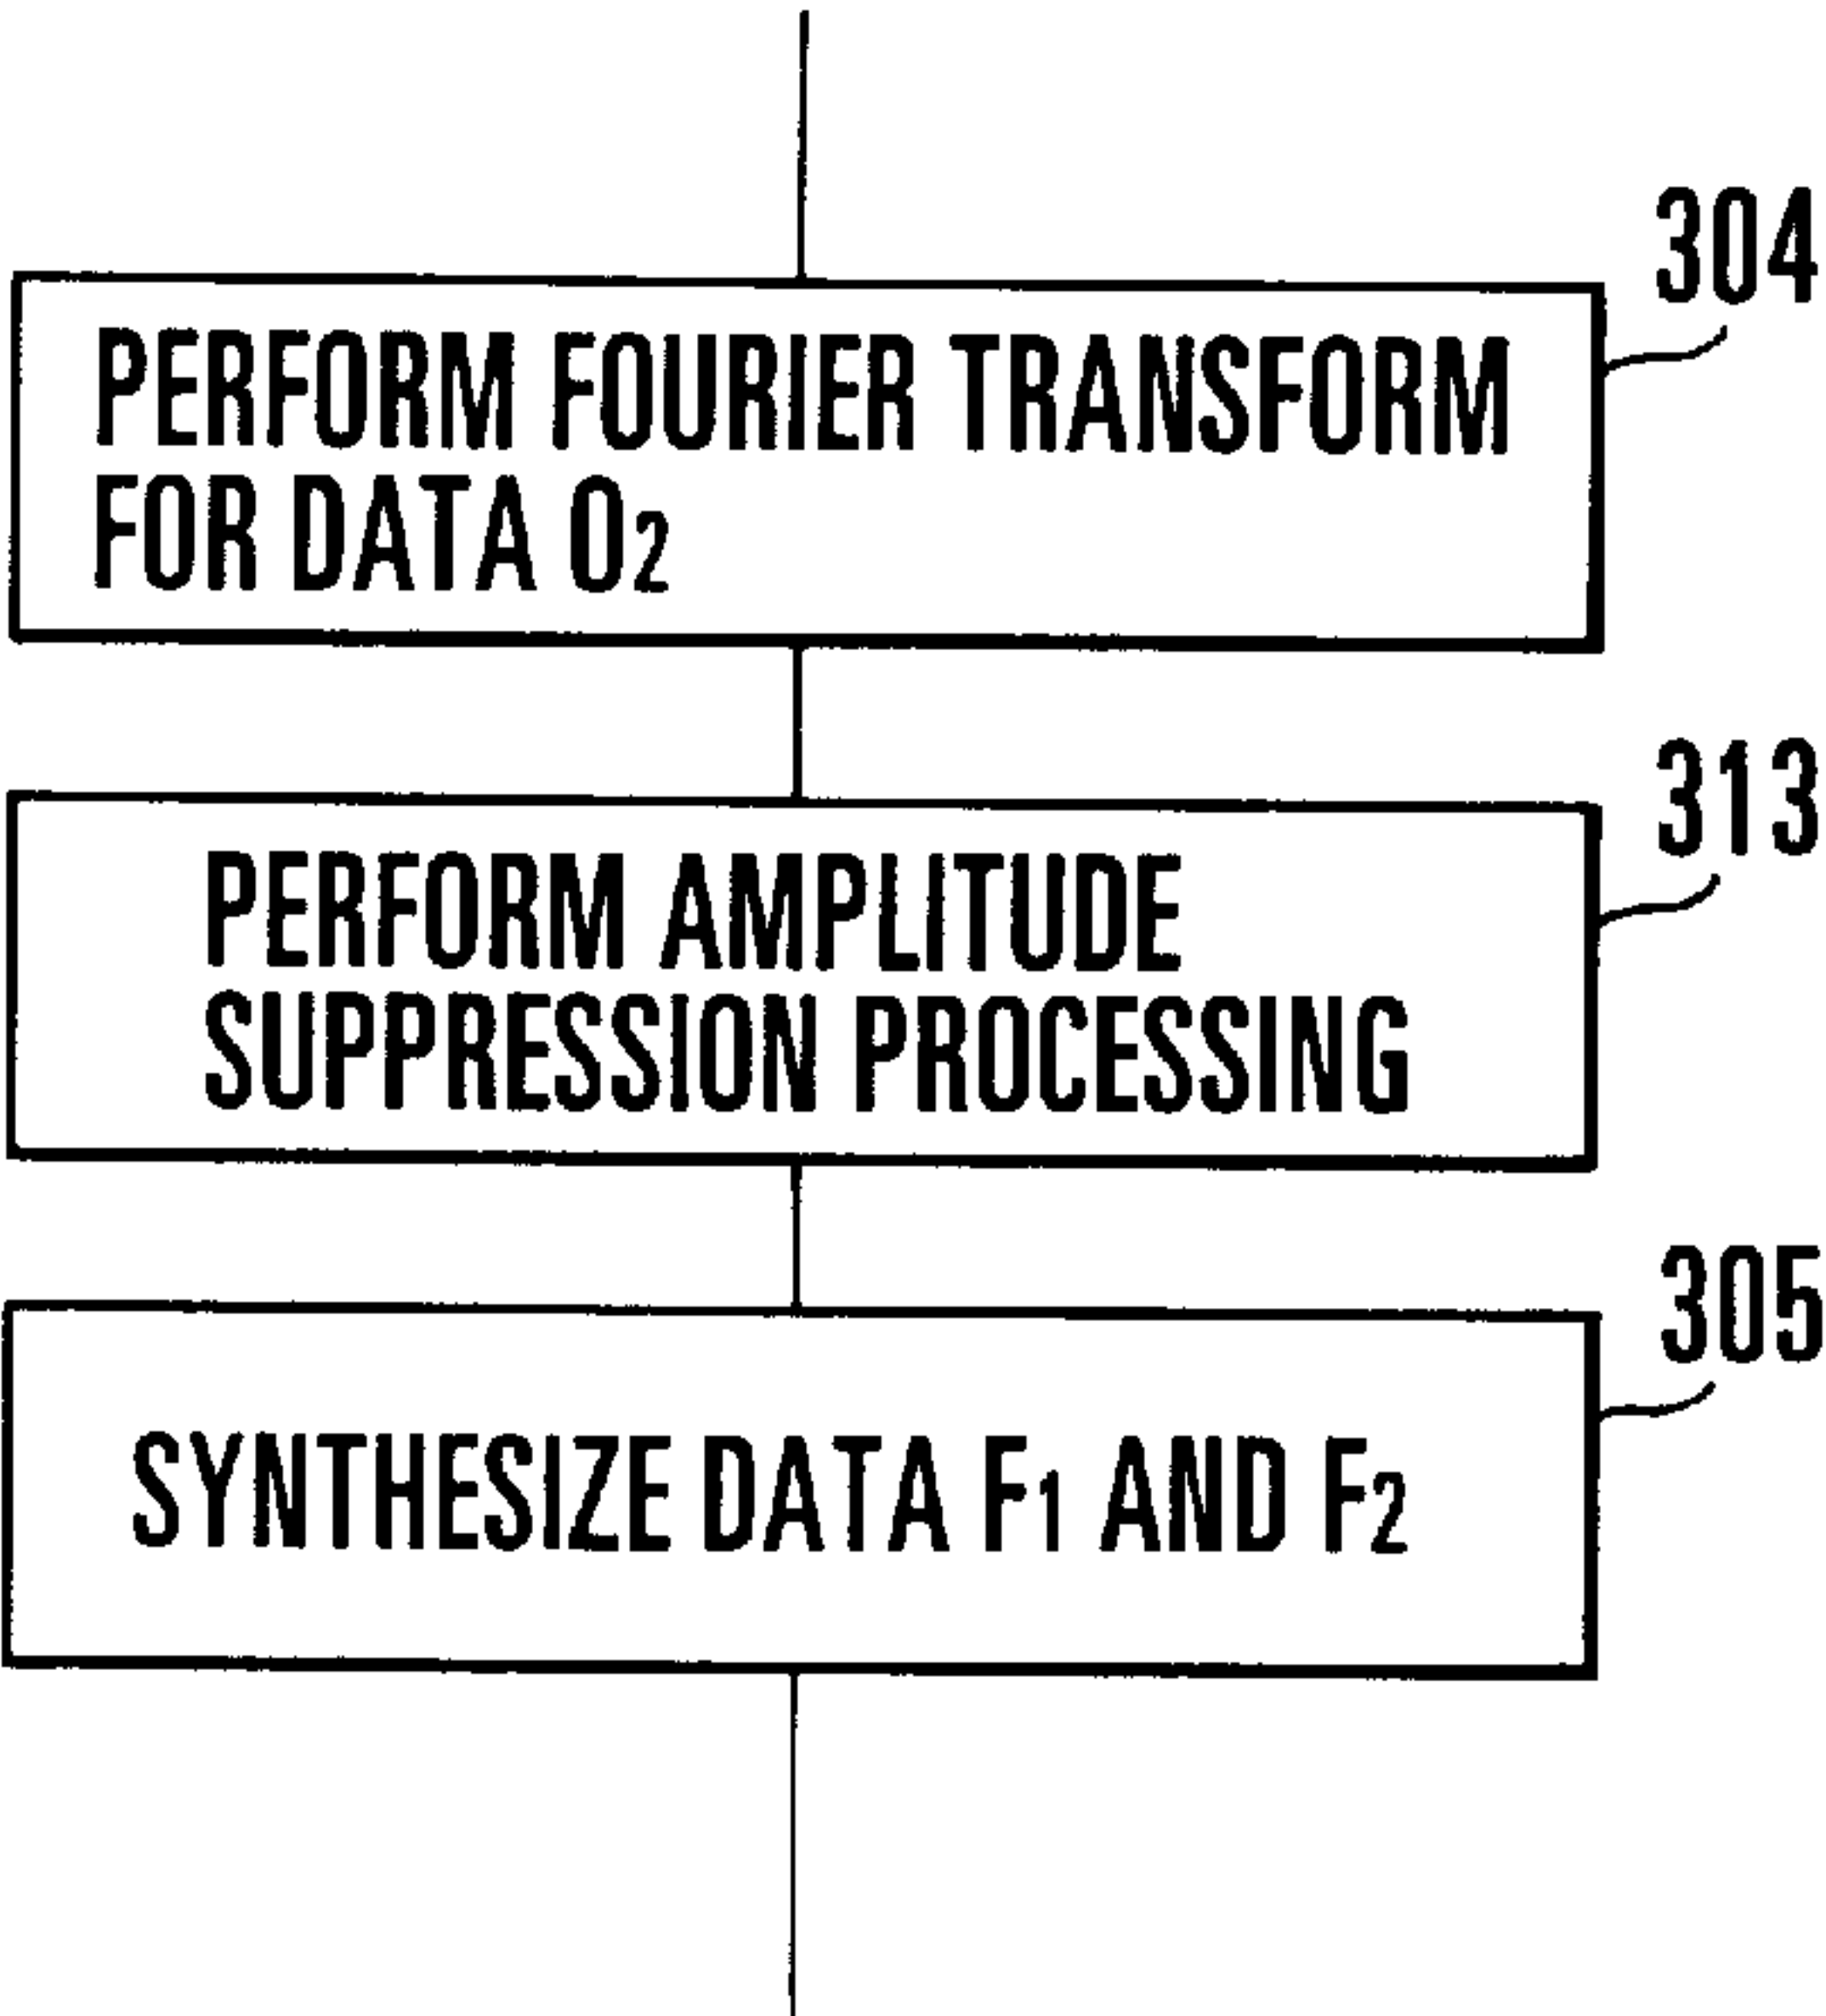 304
PERFORM FOURIER TRANSFORM
FOR DATA O2
313
PERFORM AMPLITUDE
SUPPRESSION PROCESSING
305
SYNTHESIZE DATA F1 AND F2